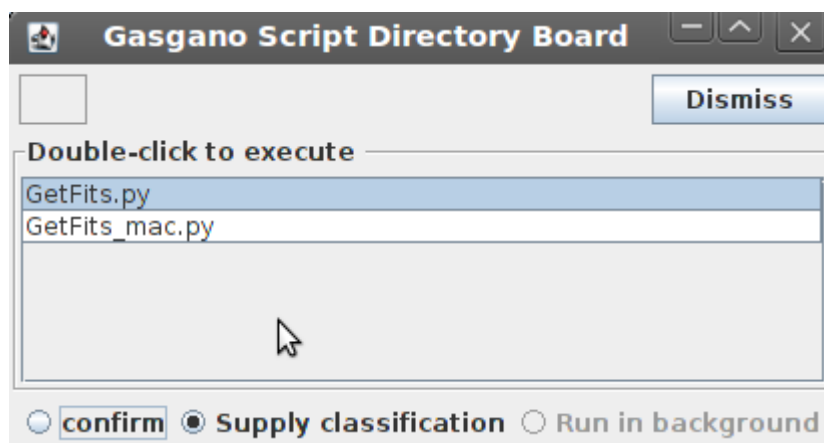 Gasgano Script Directory Board
Dismiss
Double-click to execute
GetFits.py
GetFits_mac.py
confirm Supply classification Run in background